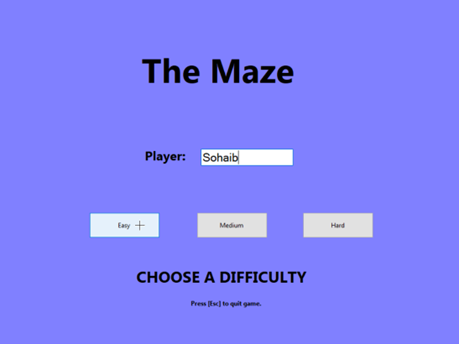 The Maze
Player: Sohaib
Easy Medium Hard
CHOOSE A DIFFICULTY
Press [Esc] to quit game.